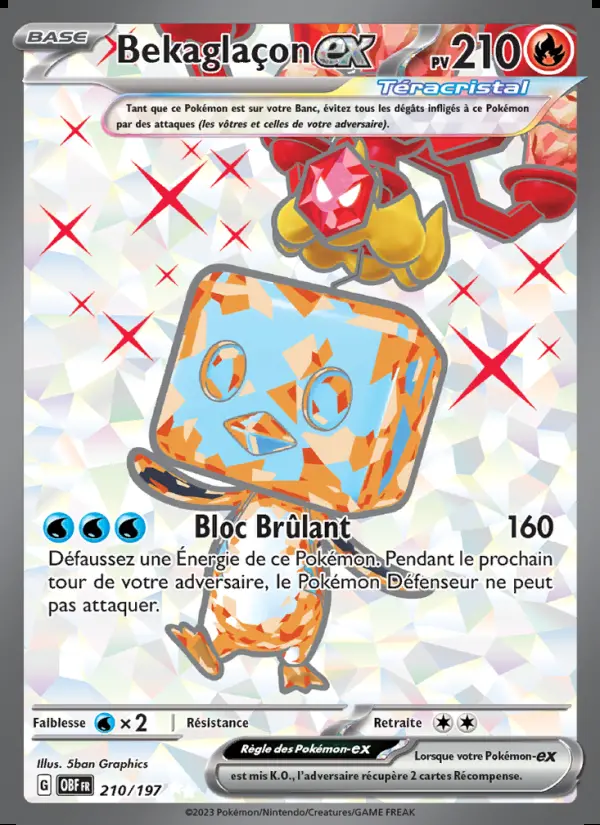 BASE
Bekaglaçon ex
PV 210
Téracristal
Tant que ce Pokémon est sur votre Banc, évitez tous les dégâts infligés à ce Pokémon
par des attaques (les vôtres et celles de votre adversaire).
Bloc Brûlant 160
Défaussez une Énergie de ce Pokémon. Pendant le prochain
tour de votre adversaire, le Pokémon Défenseur ne peut
pas attaquer.
Faiblesse ×2 Résistance Retraite
Règle des Pokémon-ex Lorsque votre Pokémon-ex
est mis K.O., l'adversaire récupère 2 cartes Récompense.
Illus. 5ban Graphics
G OBF FR 210/197
©2023 Pokémon/Nintendo/Creatures/GAME FREAK